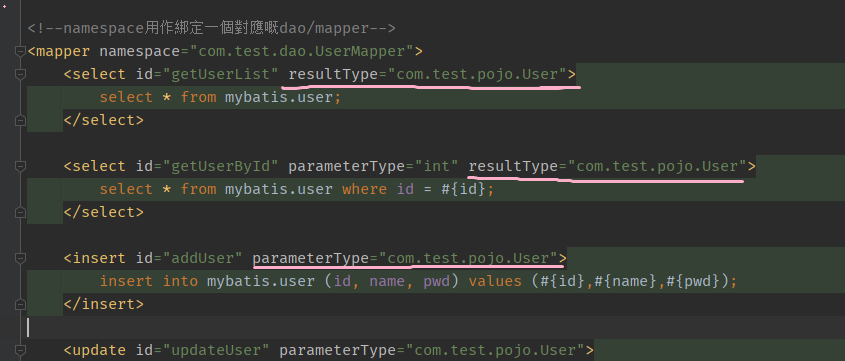 <!--namespace用作綁定一個對應嘅dao/mapper-->
<mapper namespace="com.test.dao.UserMapper">
<select id="getUserList" resultType="com.test.pojo.User">
select * from mybatis.user;
</select>
<select id="getUserById" parameterType="int" resultType="com.test.pojo.User">
select * from mybatis.user where id = #{id};
</select>
<insert id="addUser" parameterType="com.test.pojo.User">
insert into mybatis.user (id, name, pwd) values (#{id},#{name},#{pwd});
</insert>
<update id="updateUser" parameterType="com.test.pojo.User">